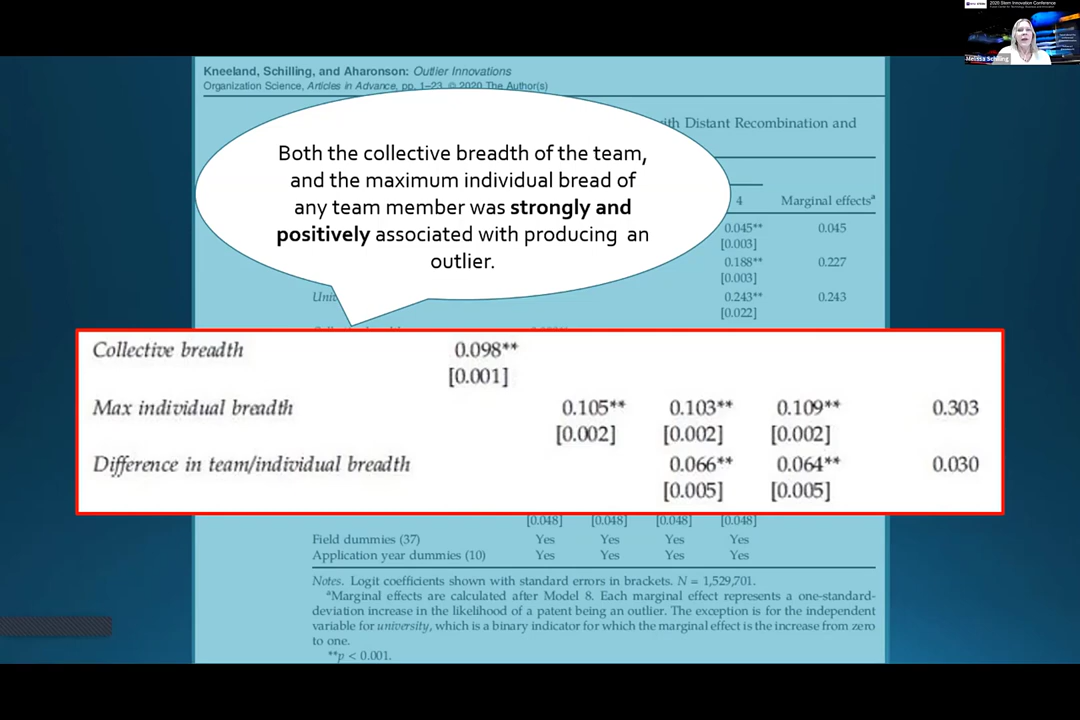 2020 Stern Innovation Conference
Melissa Schilling
Kneeland, Schilling, and Aharonson: Outlier Innovations
Organization Science, Articles in Advance, pp. 1–23, © 2020 The Author(s)
with Distant Recombination and
Both the collective breadth of the team,
and the maximum individual bread of
any team member was strongly and
positively associated with producing an
outlier.
4 Marginal effectsª
0.045** 0.045
[0.003]
0.188** 0.227
[0.003]
0.243** 0.243
[0.022]
Collective breadth 0.098**
[0.001]
Max individual breadth 0.105** 0.103** 0.109** 0.303
[0.002] [0.002] [0.002]
Difference in team/individual breadth 0.066** 0.064** 0.030
[0.005] [0.005]
[0.048] [0.048] [0.048] [0.048]
Field dummies (37) Yes Yes Yes Yes
Application year dummies (10) Yes Yes Yes Yes
Notes. Logit coefficients shown with standard errors in brackets. N = 1,529,701.
ªMarginal effects are calculated after Model 8. Each marginal effect represents a one-standard-
deviation increase in the likelihood of a patent being an outlier. The exception is for the independent
variable for university, which is a binary indicator for which the marginal effect is the increase from zero
to one.
**p < 0.001.